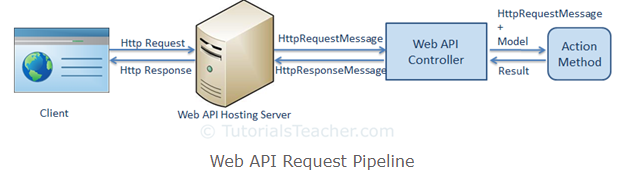 HttpRequestMessage
+
Model
Http Request
HttpRequestMessage
Web API
Controller
Action
Method
Http Response
HttpResponseMessage
Result
Client
Web API Hosting Server
© TutorialsTeacher.com
Web API Request Pipeline